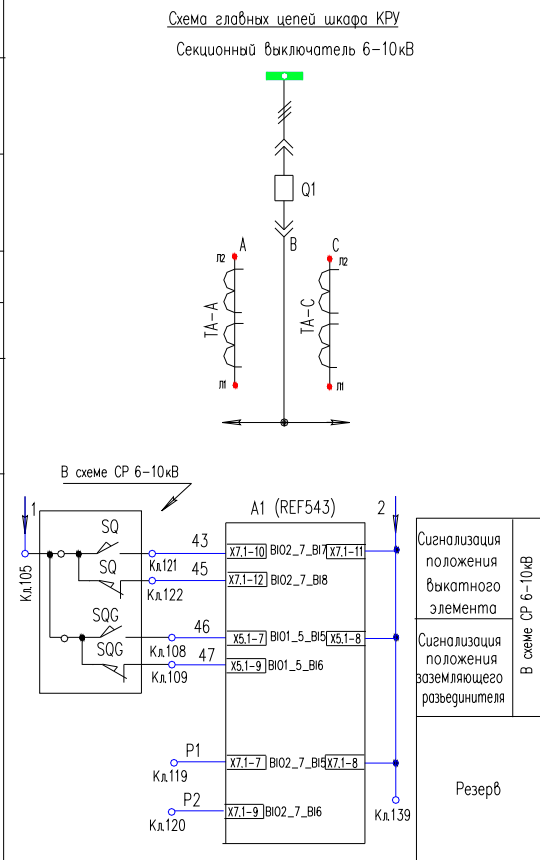 Схема главных цепей шкафа КРУ
Секционный выключатель 6-10кВ
Q1
A B C
Л2 Л2
TA-A TA-C
Л1 Л1
В схеме СР 6-10кВ
1 A1 (REF543) 2
SQ 43 X7.1-10 BIO2_7_BI7 X7.1-11
Кл.121
SQ 45 X7.1-12 BIO2_7_BI8
Кл.122
Кл.105
SQG 46 X5.1-7 BIO1_5_BI5 X5.1-8
Кл.108
SQG 47 X5.1-9 BIO1_5_BI6
Кл.109
P1 X7.1-7 BIO2_7_BI5 X7.1-8
Кл.119
P2 X7.1-9 BIO2_7_BI6
Кл.120
Кл.139
Сигнализация
положения
выкатного
элемента
Сигнализация
положения
заземляющего
разьединителя
В схеме СР 6-10кВ
Резерв